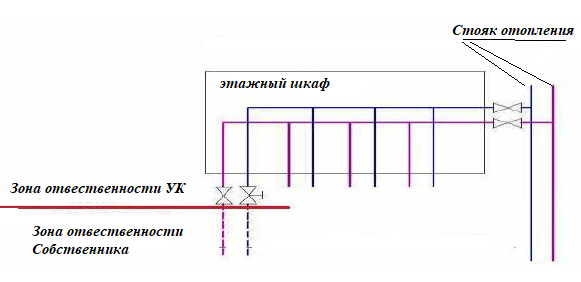 Стояк отопления
этажный шкаф
Зона отвественности УК
Зона отвественности
Собственника